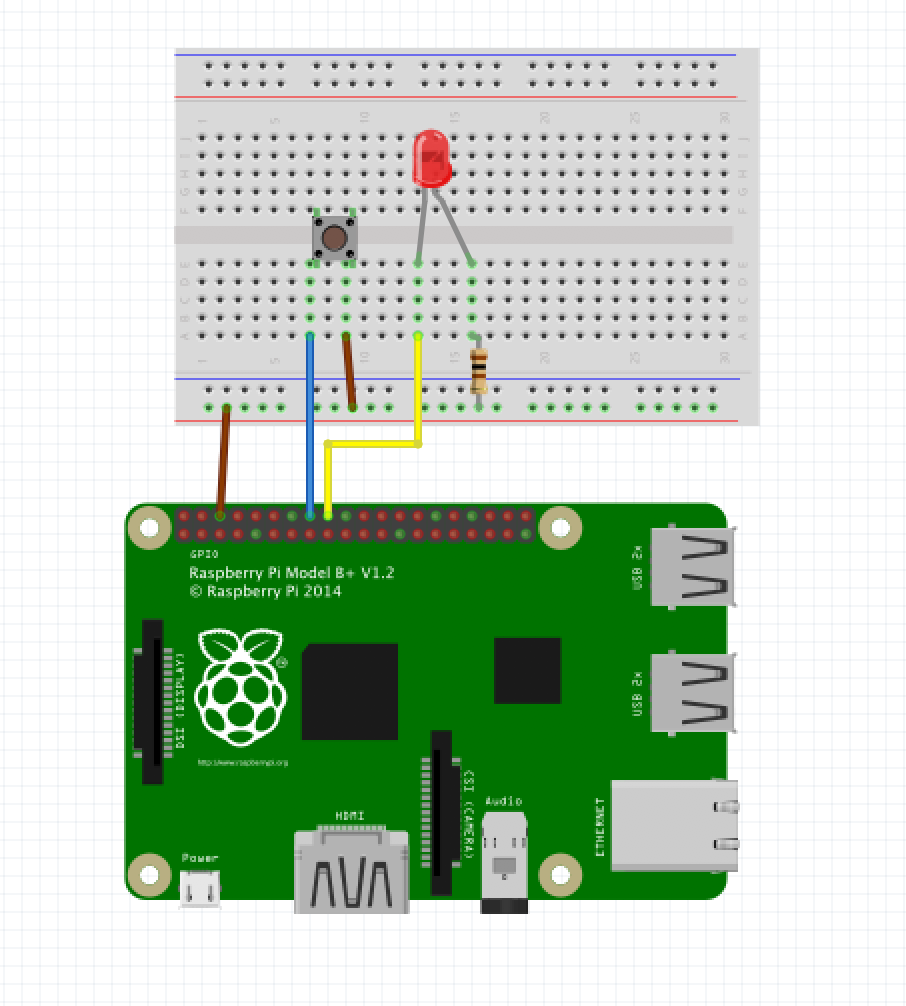 1 5 10 15 20 25 30
J J
I I
H H
G G
F F
E E
D D
C C
B B
A A
1 5 10 15 20 25 30
GPIO
Raspberry Pi Model B+ V1.2
© Raspberry Pi 2014
USB 2x
DSI (DISPLAY)
®
USB 2x
http://www.raspberrypi.org
CSI (CAMERA)
Audio
ETHERNET
HDMI
Power